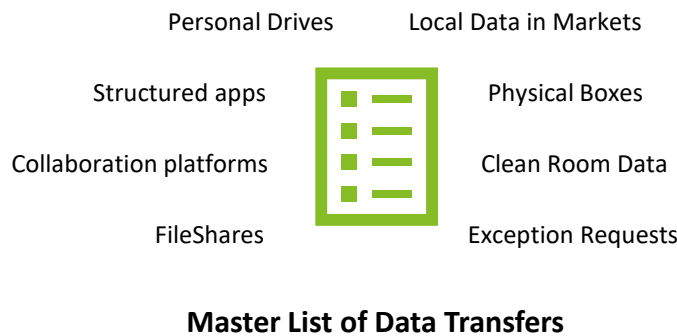 Personal Drives
Local Data in Markets
Structured apps
Physical Boxes
Collaboration platforms
Clean Room Data
FileShares
Exception Requests
Master List of Data Transfers